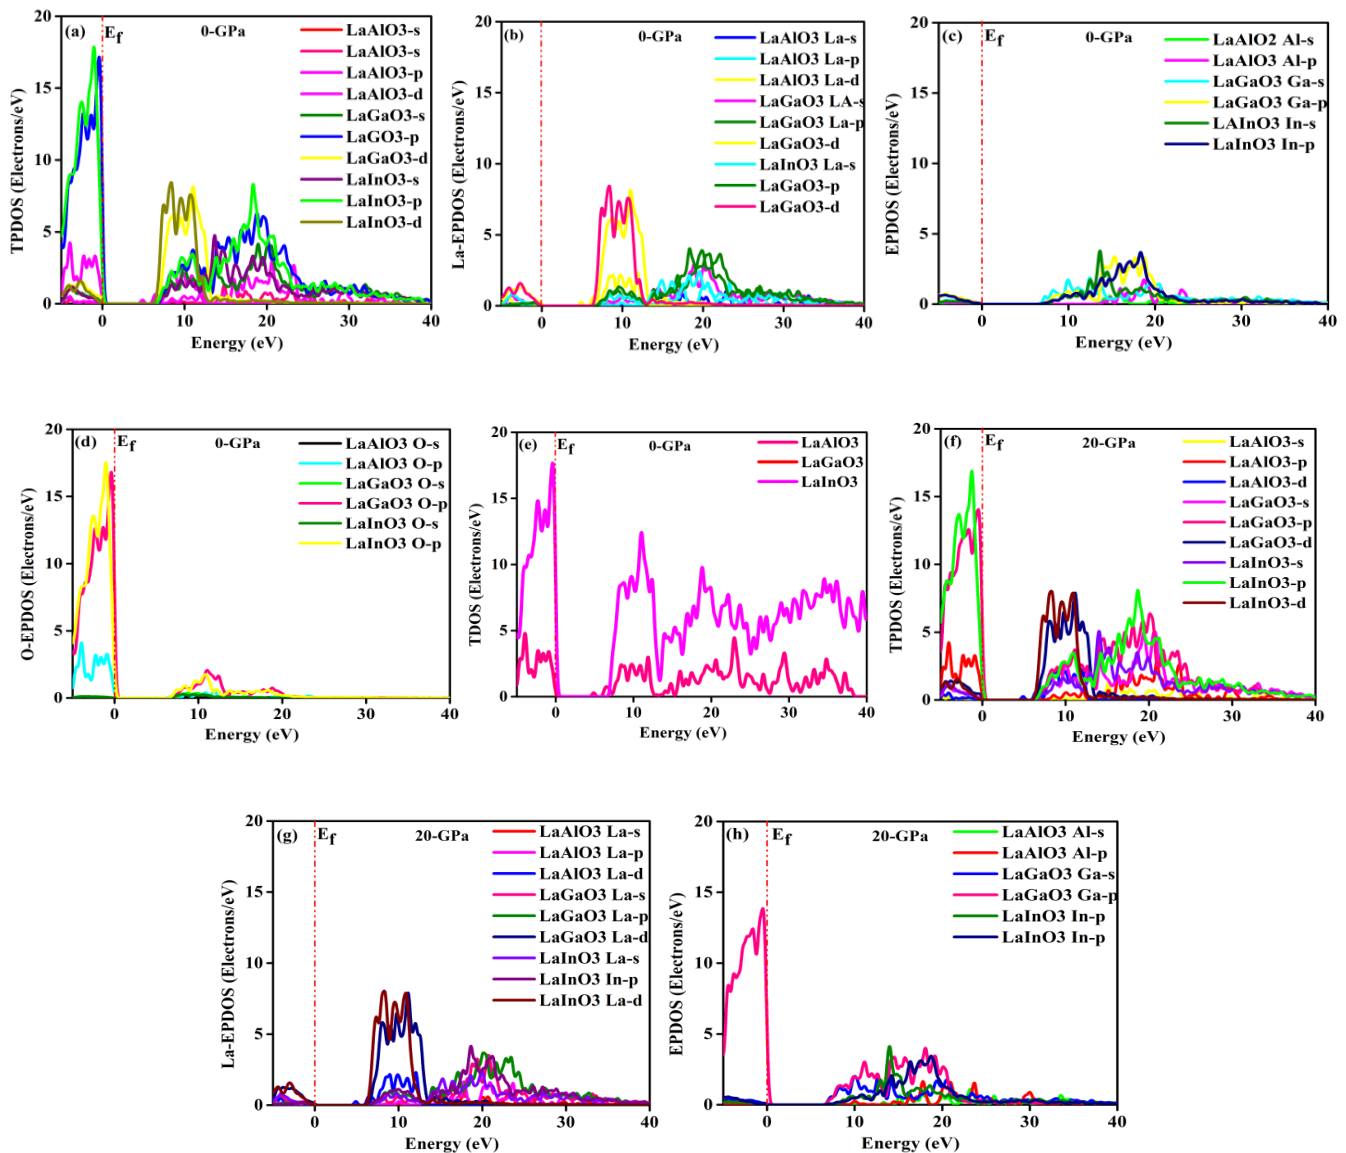 (a)
E_f
0-GPa
LaAlO3-s
LaAlO3-s
LaAlO3-p
LaAlO3-d
LaGaO3-s
LaGO3-p
LaGaO3-d
LaInO3-s
LaInO3-p
LaInO3-d
TPDOS (Electrons/eV)
20
15
10
5
0
0 10 20 30 40
Energy (eV)
(b)
0-GPa
LaAlO3 La-s
LaAlO3 La-p
LaAlO3 La-d
LaGaO3 LA-s
LaGaO3 La-p
LaGaO3-d
LaInO3 La-s
LaGaO3-p
LaGaO3-d
La-EPDOS (Electrons/eV)
20
15
10
5
0
0 10 20 30 40
Energy (eV)
(c)
E_f
0-GPa
LaAlO2 Al-s
LaAlO3 Al-p
LaGaO3 Ga-s
LaGaO3 Ga-p
LAInO3 In-s
LaInO3 In-p
EPDOS (Electrons/eV)
20
15
10
5
0
0 10 20 30 40
Energy (eV)
(d)
E_f
0-GPa
LaAlO3 O-s
LaAlO3 O-p
LaGaO3 O-s
LaGaO3 O-p
LaInO3 O-s
LaInO3 O-p
O-EPDOS (Electrons/eV)
20
15
10
5
0
0 10 20 30 40
Energy (eV)
(e)
E_f
0-GPa
LaAlO3
LaGaO3
LaInO3
TDOS (Electrons/eV)
20
15
10
5
0
0 10 20 30 40
Energy (eV)
(f)
E_f
20-GPa
LaAlO3-s
LaAlO3-p
LaAlO3-d
LaGaO3-s
LaGaO3-p
LaGaO3-d
LaInO3-s
LaInO3-p
LaInO3-d
TPDOS (Electrons/eV)
20
15
10
5
0
0 10 20 30 40
Energy (eV)
(g)
E_f
20-GPa
LaAlO3 La-s
LaAlO3 La-p
LaAlO3 La-d
LaGaO3 La-s
LaGaO3 La-p
LaGaO3 La-d
LaInO3 La-s
LaInO3 In-p
LaInO3 La-d
La-EPDOS (Electrons/eV)
20
15
10
5
0
0 10 20 30 40
Energy (eV)
(h)
E_f
20-GPa
LaAlO3 Al-s
LaAlO3 Al-p
LaGaO3 Ga-s
LaGaO3 Ga-p
LaInO3 In-p
LaInO3 In-p
EPDOS (Electrons/eV)
20
15
10
5
0
0 10 20 30 40
Energy (eV)